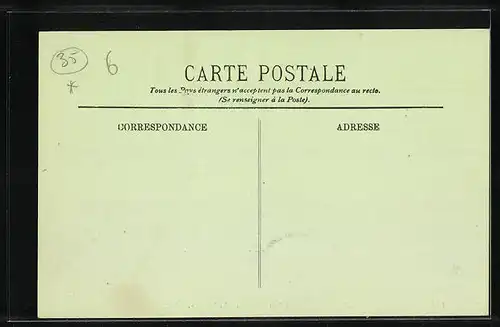 35 6
*
CARTE POSTALE
Tous les Pays étrangers n'acceptent pas la Correspondance au recto.
(Se renseigner à la Poste).
CORRESPONDANCE ADRESSE